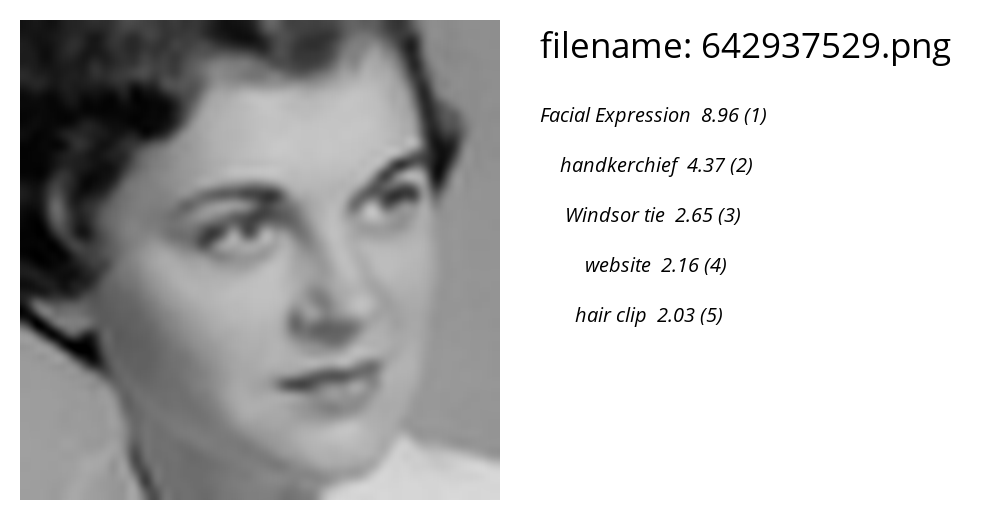 filename: 642937529.png
Facial Expression 8.96 (1)
handkerchief 4.37 (2)
Windsor tie 2.65 (3)
website 2.16 (4)
hair clip 2.03 (5)